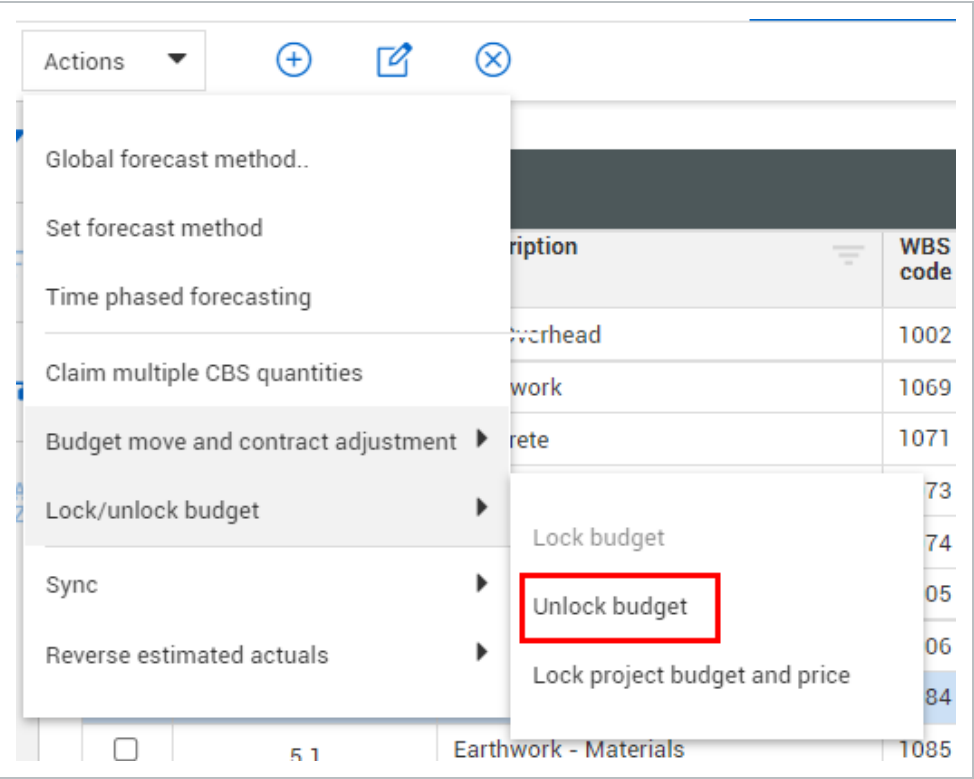 Actions
Global forecast method..
Set forecast method
Time phased forecasting
Claim multiple CBS quantities
Budget move and contract adjustment
Lock/unlock budget
Sync
Reverse estimated actuals
Lock budget
Unlock budget
Lock project budget and price
ription
WBS
code
verhead 1002
work 1069
rete 1071
73
74
05
06
84
5.1 Earthwork - Materials 1085